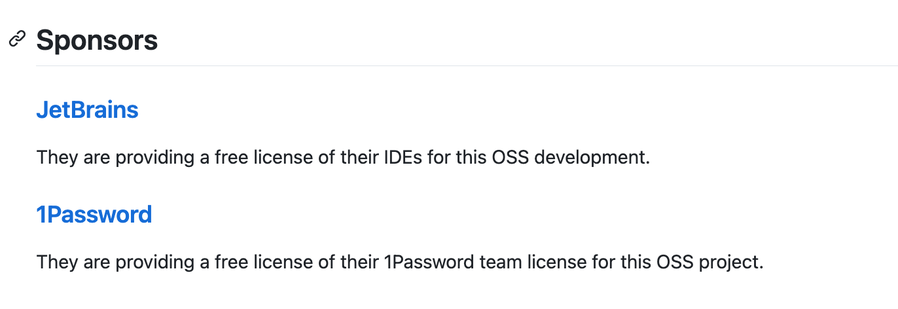 Sponsors
JetBrains
They are providing a free license of their IDEs for this OSS development.
1Password
They are providing a free license of their 1Password team license for this OSS project.